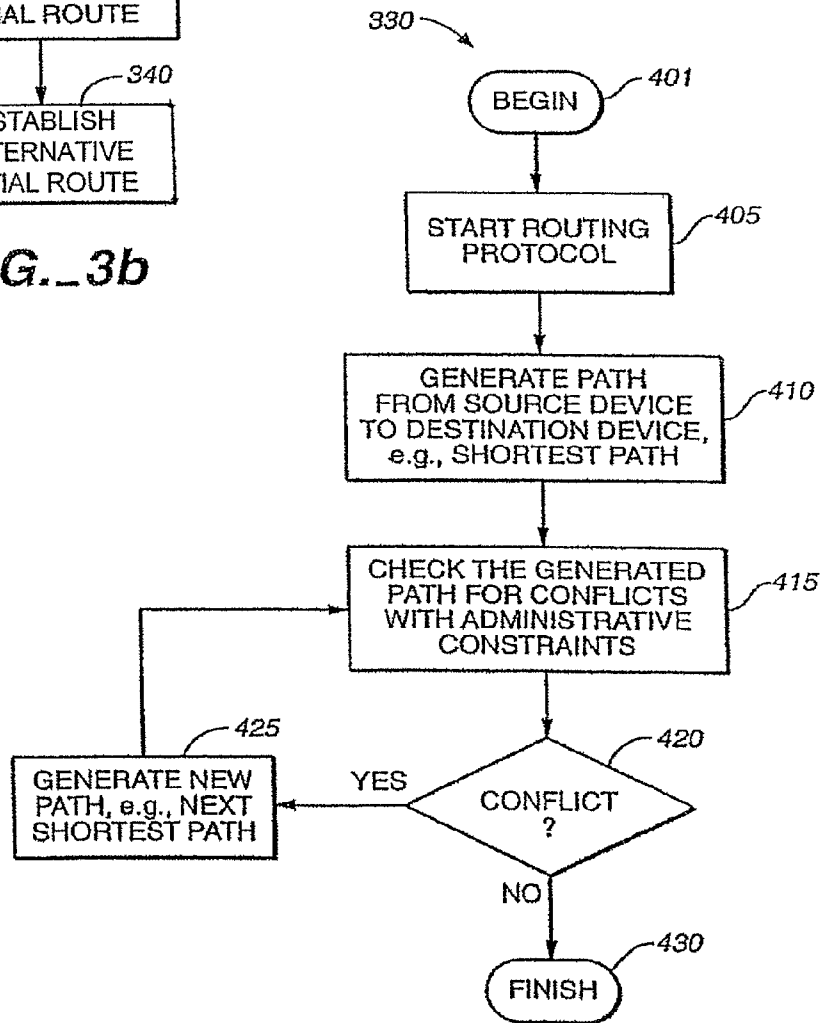 AL ROUTE
340
STABLISH
TERNATIVE
TIAL ROUTE
G._3b
330
BEGIN
401
START ROUTING
PROTOCOL
405
GENERATE PATH
FROM SOURCE DEVICE
TO DESTINATION DEVICE,
e.g., SHORTEST PATH
410
CHECK THE GENERATED
PATH FOR CONFLICTS
WITH ADMINISTRATIVE
CONSTRAINTS
415
425
GENERATE NEW
PATH, e.g., NEXT
SHORTEST PATH
YES
420
CONFLICT
?
NO
430
FINISH